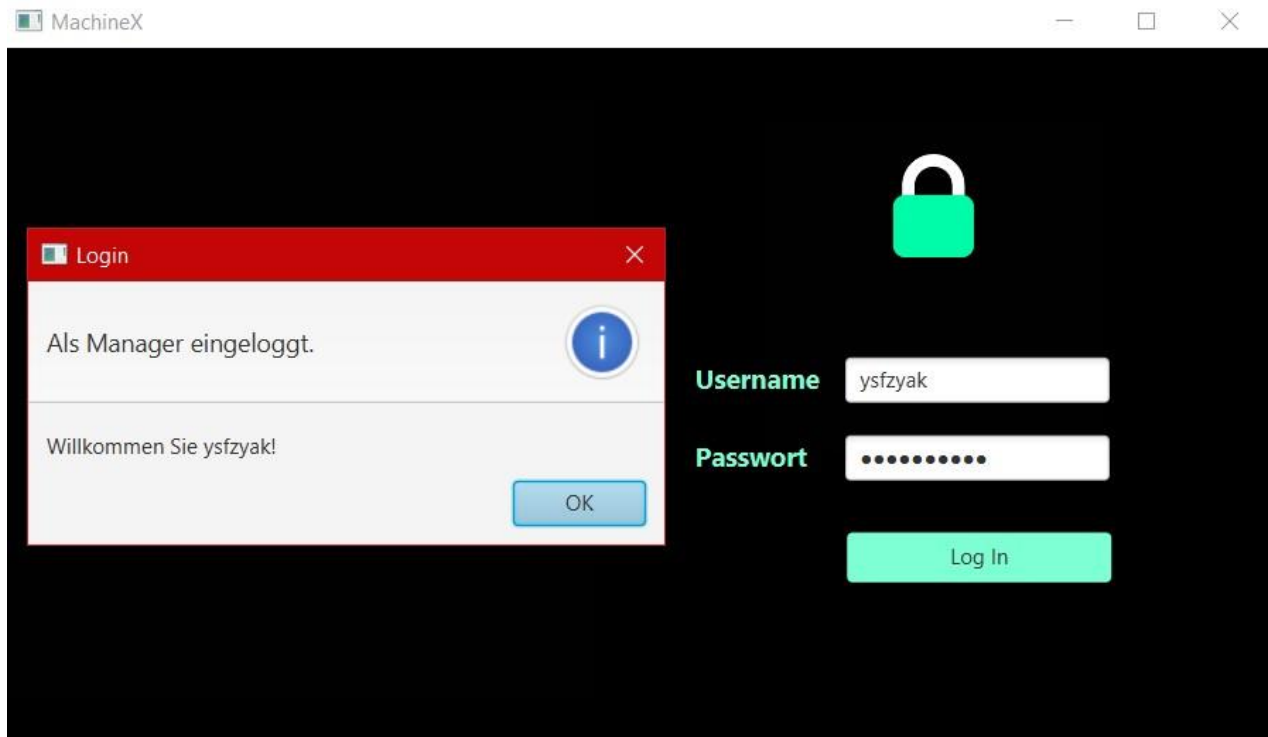 MachineX
Login
Als Manager eingeloggt.
Willkommen Sie ysfzyak!
OK
Username
ysfzyak
Passwort
••••••••••
Log In